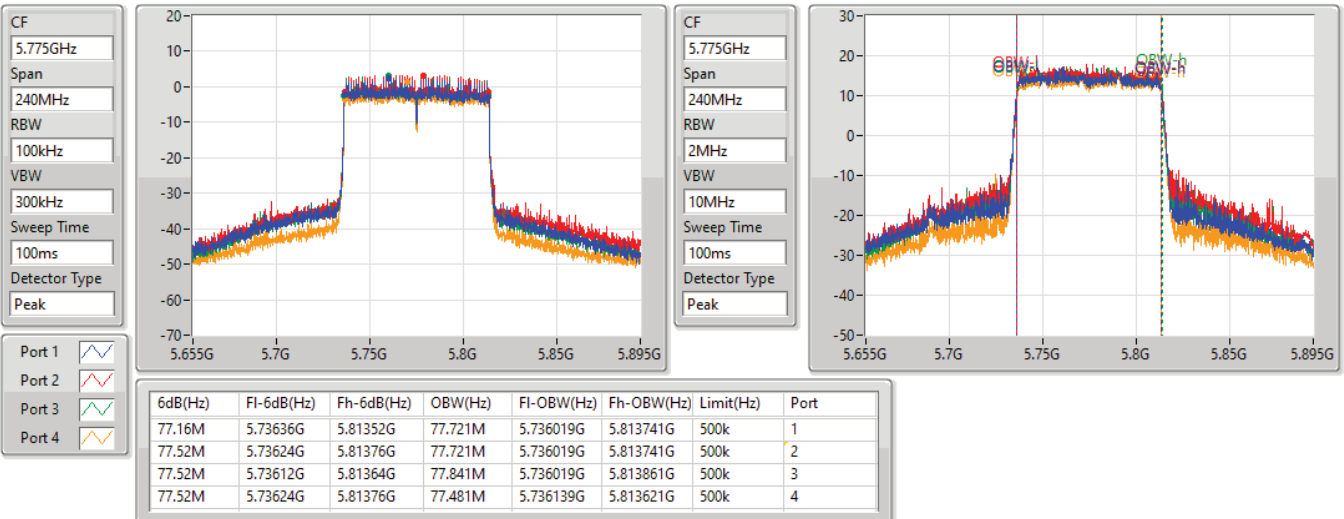 CF
5.775GHz
Span
240MHz
RBW
100kHz
VBW
300kHz
Sweep Time
100ms
Detector Type
Peak
20
10
0
-10
-20
-30
-40
-50
-60
-70
5.655G 5.7G 5.75G 5.8G 5.85G 5.895G
CF
5.775GHz
Span
240MHz
RBW
2MHz
VBW
10MHz
Sweep Time
100ms
Detector Type
Peak
30
20
10
0
-10
-20
-30
-40
-50
OBW-l OBW-h
OBW-h
5.655G 5.7G 5.75G 5.8G 5.85G 5.895G
Port 1
Port 2
Port 3
Port 4
6dB(Hz) Fl-6dB(Hz) Fh-6dB(Hz) OBW(Hz) Fl-OBW(Hz) Fh-OBW(Hz) Limit(Hz) Port
77.16M 5.73636G 5.81352G 77.721M 5.736019G 5.813741G 500k 1
77.52M 5.73624G 5.81376G 77.721M 5.736019G 5.813741G 500k 2
77.52M 5.73612G 5.81364G 77.841M 5.736019G 5.813861G 500k 3
77.52M 5.73624G 5.81376G 77.481M 5.736139G 5.813621G 500k 4